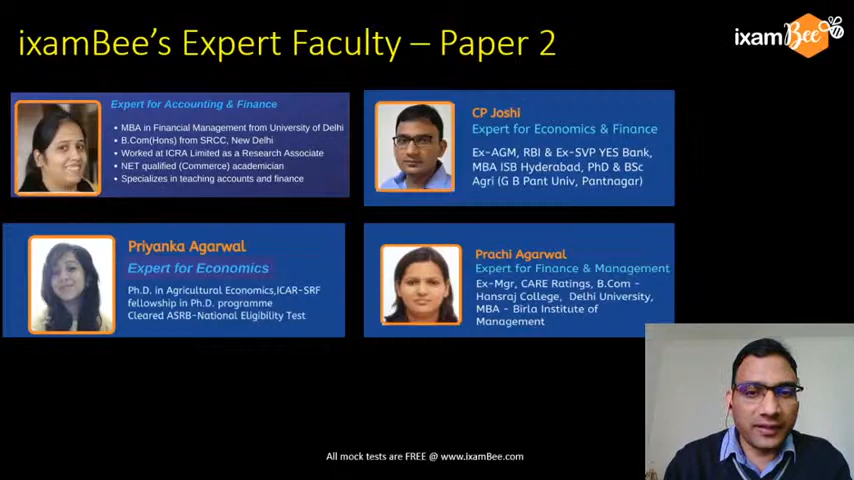 ixamBee's Expert Faculty – Paper 2
ixamBee
Expert for Accounting & Finance
• MBA in Financial Management from University of Delhi
• B.Com(Hons) from SRCC, New Delhi
• Worked at ICRA Limited as a Research Associate
• NET qualified (Commerce) academician
• Specializes in teaching accounts and finance
CP Joshi
Expert for Economics & Finance
Ex-AGM, RBI & Ex-SVP YES Bank,
MBA ISB Hyderabad, PhD & BSc
Agri (G B Pant Univ, Pantnagar)
Priyanka Agarwal
Expert for Economics
Ph.D. in Agricultural Economics,ICAR-SRF
fellowship in Ph.D. programme
Cleared ASRB-National Eligibility Test
Prachi Agarwal
Expert for Finance & Management
Ex-Mgr, CARE Ratings, B.Com -
Hansraj College, Delhi University,
MBA - Birla Institute of
Management
All mock tests are FREE @ www.ixamBee.com